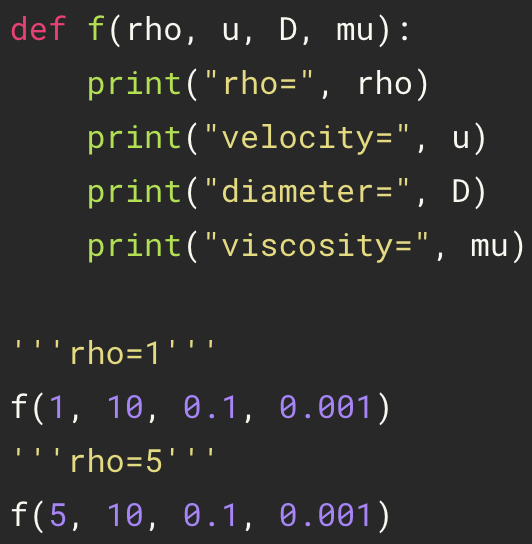 def f(rho, u, D, mu):
    print("rho=", rho)
    print("velocity=", u)
    print("diameter=", D)
    print("viscosity=", mu)

'''rho=1'''
f(1, 10, 0.1, 0.001)
'''rho=5'''
f(5, 10, 0.1, 0.001)